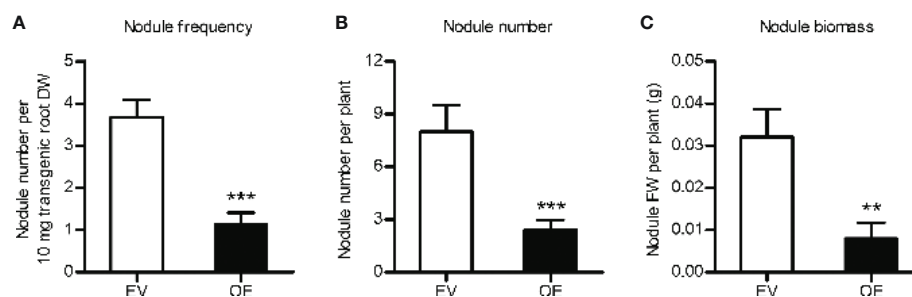 A
Nodule frequency
Nodule number per
10 mg transgenic root DW
5
4
3
2
1
0
***
EV
OE
B
Nodule number
Nodule number per plant
12
9
6
3
0
***
EV
OE
C
Nodule biomass
Nodule FW per plant (g)
0.05
0.04
0.03
0.02
0.01
0.00
**
EV
OE